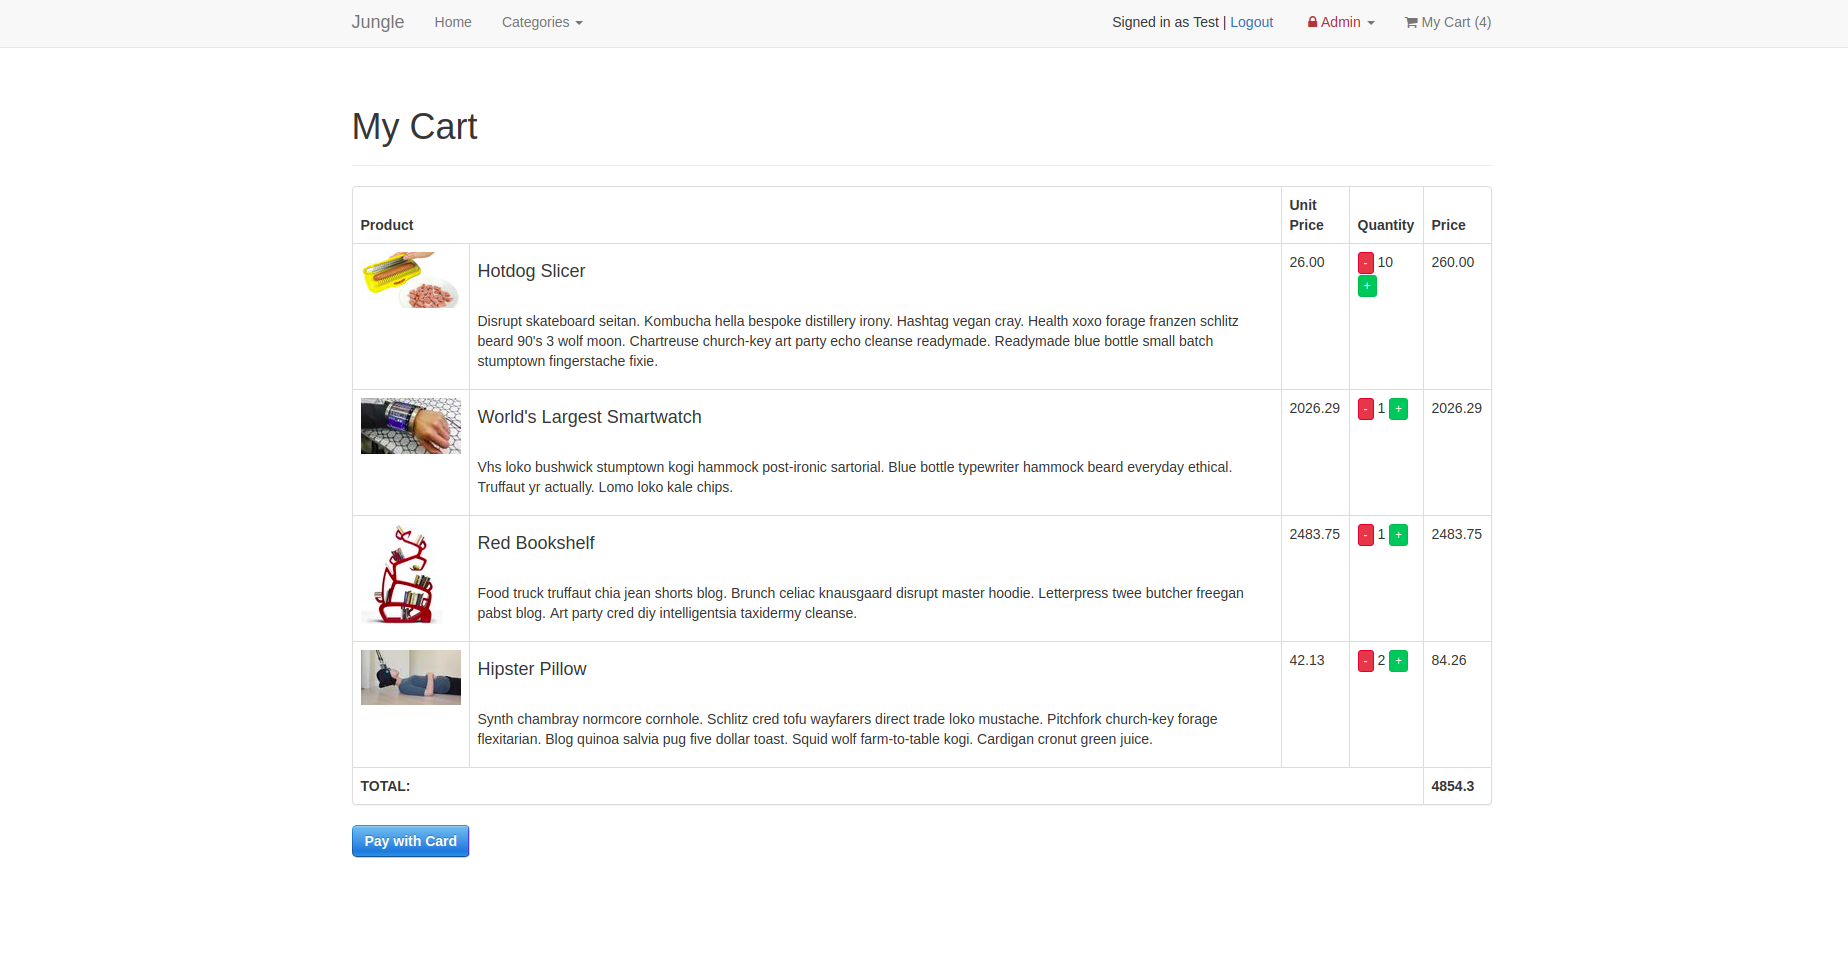 Jungle Home Categories Signed in as Test | Logout Admin My Cart (4)
My Cart
Product Unit Price Quantity Price
Hotdog Slicer 26.00 - 10 + 260.00
Disrupt skateboard seitan. Kombucha hella bespoke distillery irony. Hashtag vegan cray. Health xoxo forage franzen schlitz
beard 90's 3 wolf moon. Chartreuse church-key art party echo cleanse readymade. Readymade blue bottle small batch
stumptown fingerstache fixie.
World's Largest Smartwatch 2026.29 - 1 + 2026.29
Vhs loko bushwick stumptown kogi hammock post-ironic sartorial. Blue bottle typewriter hammock beard everyday ethical.
Truffaut yr actually. Lomo loko kale chips.
Red Bookshelf 2483.75 - 1 + 2483.75
Food truck truffaut chia jean shorts blog. Brunch celiac knausgaard disrupt master hoodie. Letterpress twee butcher freegan
pabst blog. Art party cred diy intelligentsia taxidermy cleanse.
Hipster Pillow 42.13 - 2 + 84.26
Synth chambray normcore cornhole. Schlitz cred tofu wayfarers direct trade loko mustache. Pitchfork church-key forage
flexitarian. Blog quinoa salvia pug five dollar toast. Squid wolf farm-to-table kogi. Cardigan cronut green juice.
TOTAL: 4854.3
Pay with Card